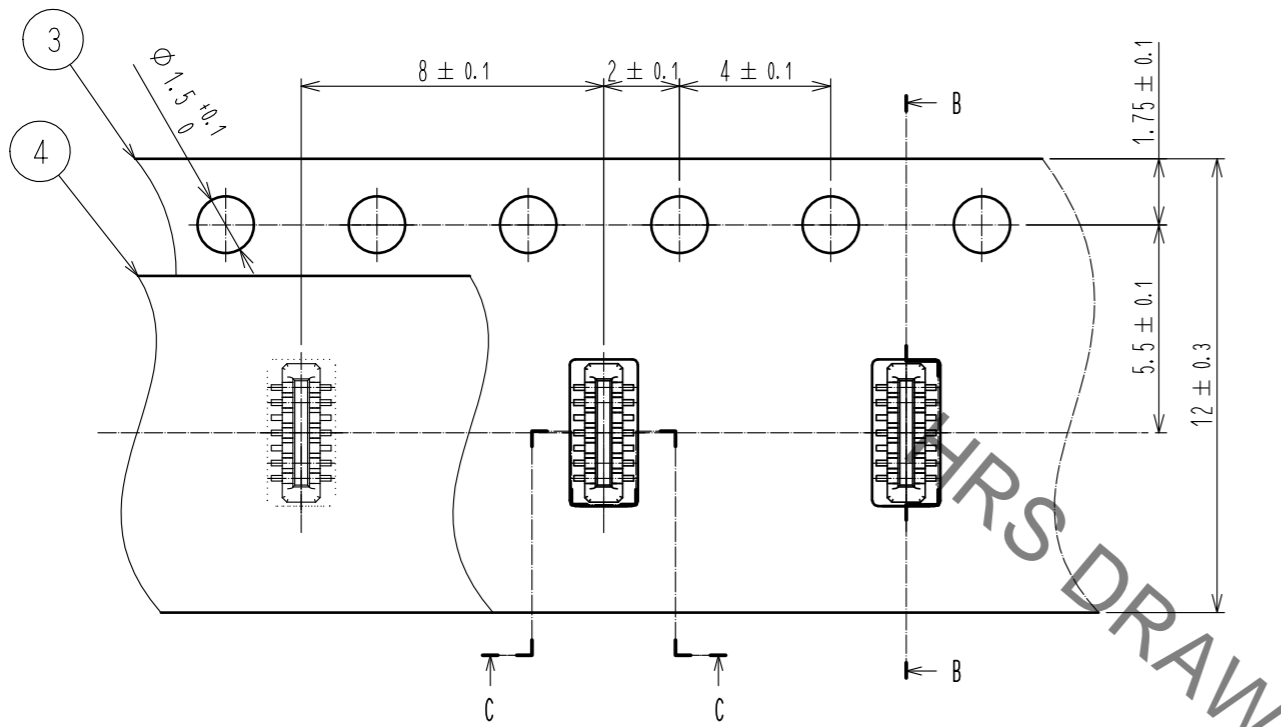 3
4
Ø 1.5 +0.1 0
8 ± 0.1
2 ± 0.1
4 ± 0.1
B
1.75 ± 0.1
5.5 ± 0.1
12 ± 0.3
C
C
B
HRS DRAW